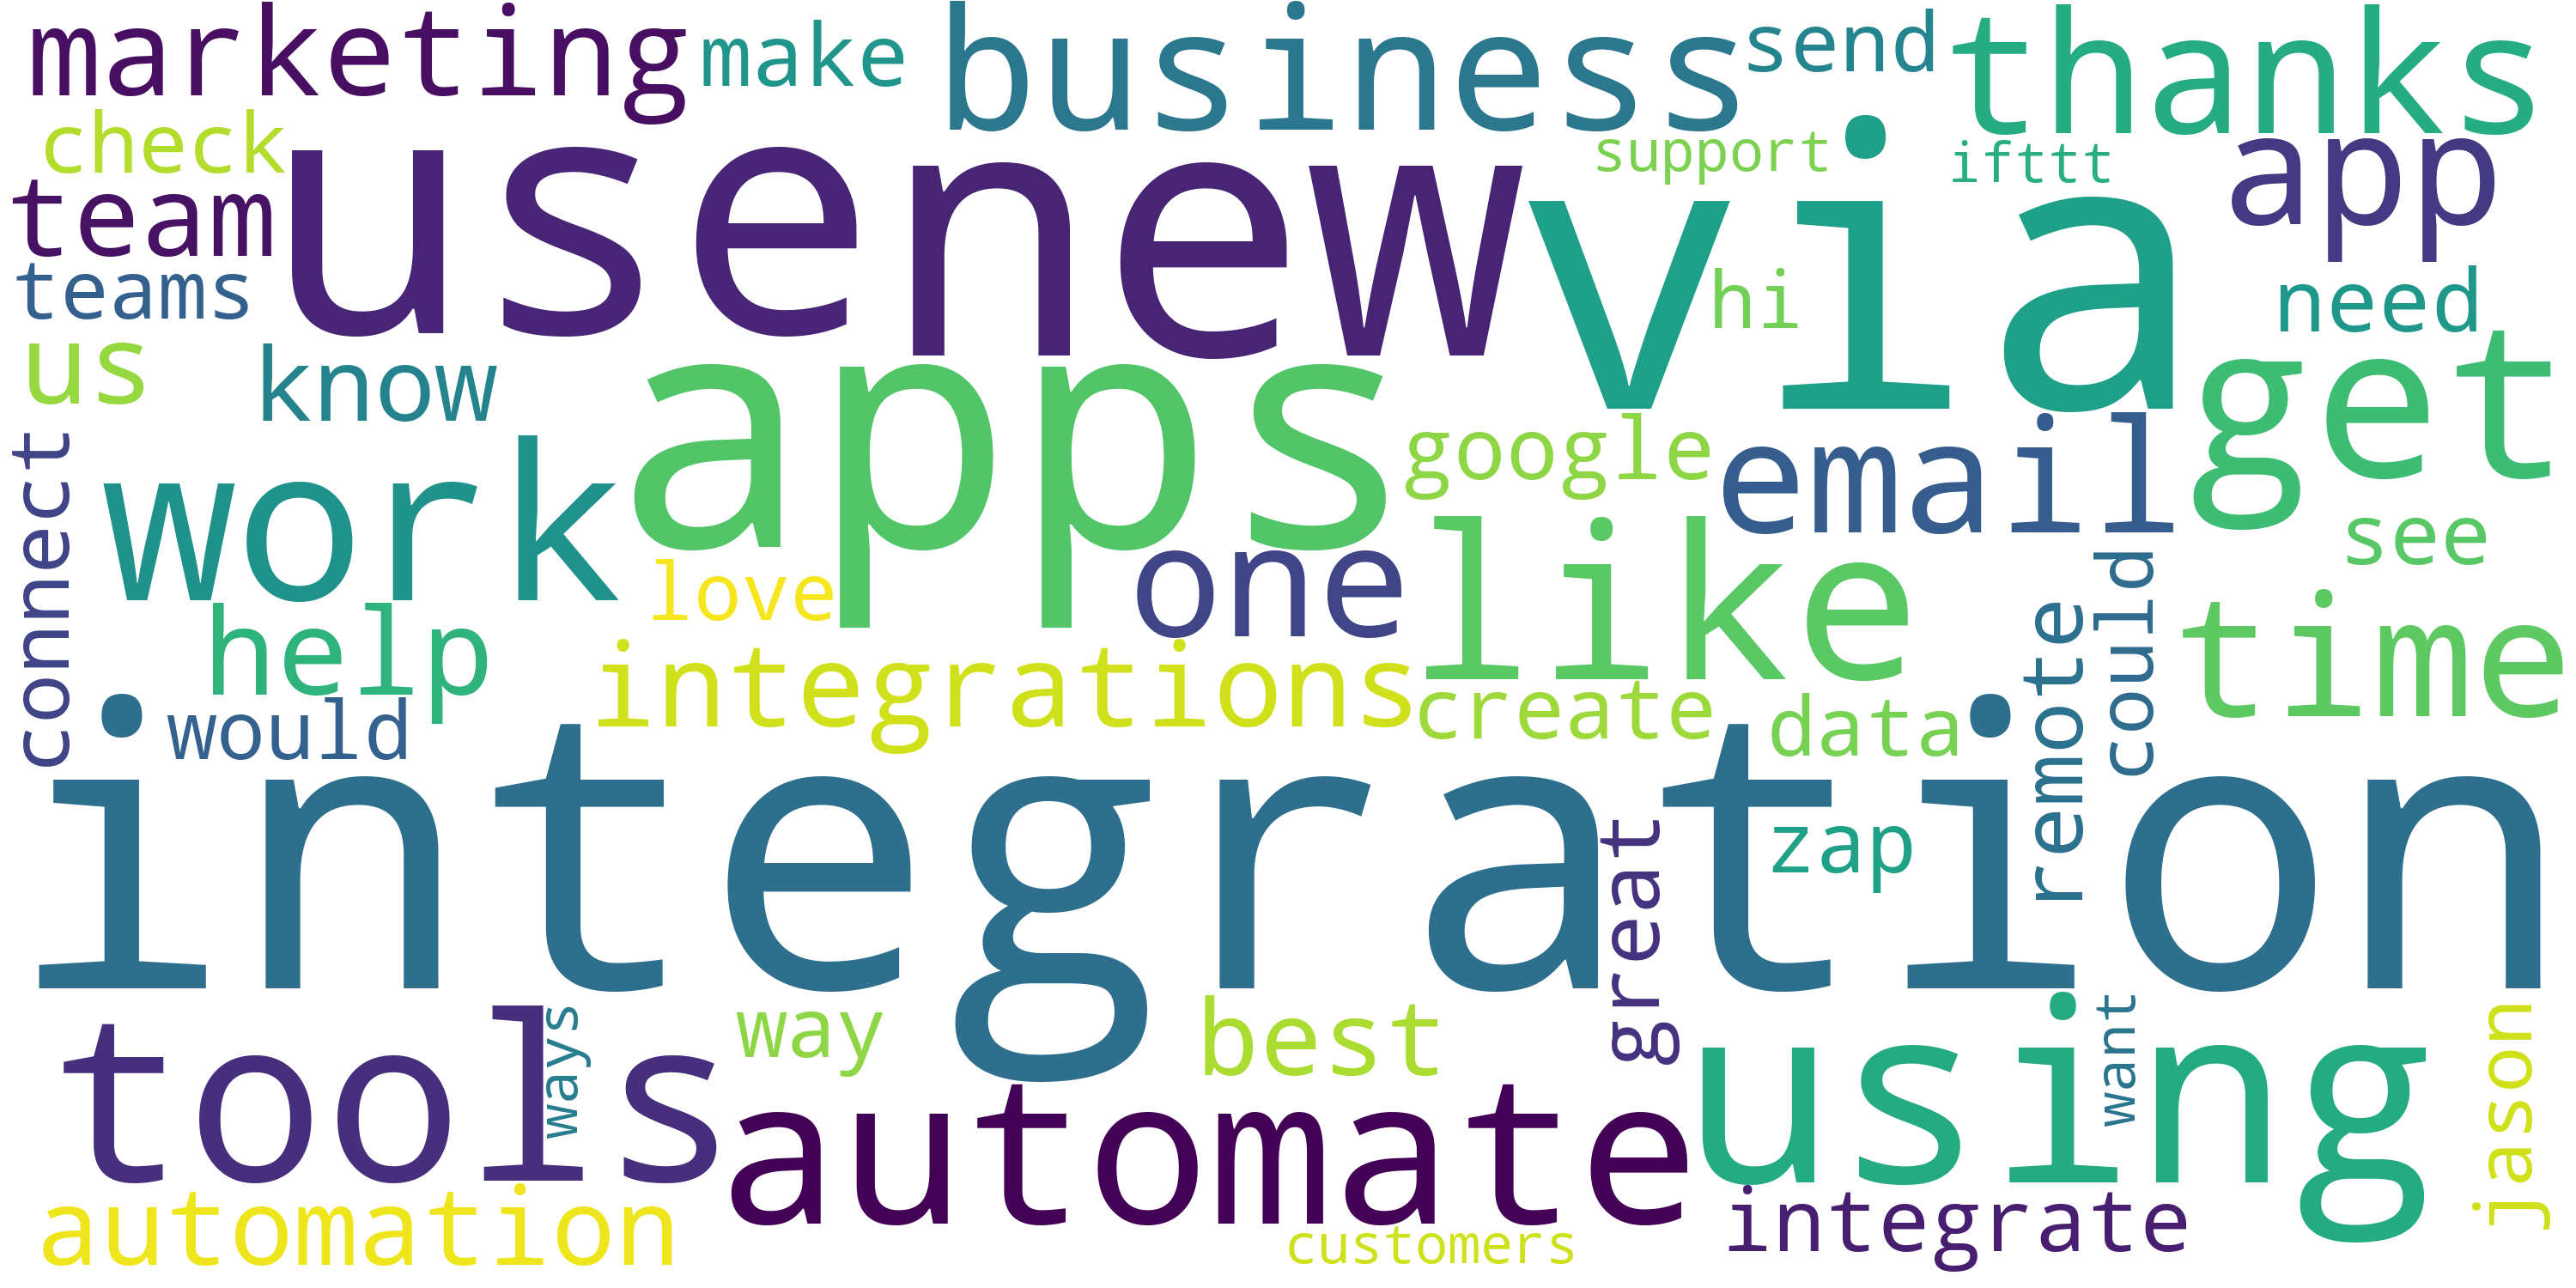 marketing
make
business
send
thanks
check
use
new
via
support
ifttt
app
team
teams
hi
need
us
know
apps
get
connect
work
google
email
like
one
see
love
could
help
integrations
create
data
remote
time
would
integration
great
zap
tools
ways
way
best
using
want
jason
automate
automation
customers
integrate